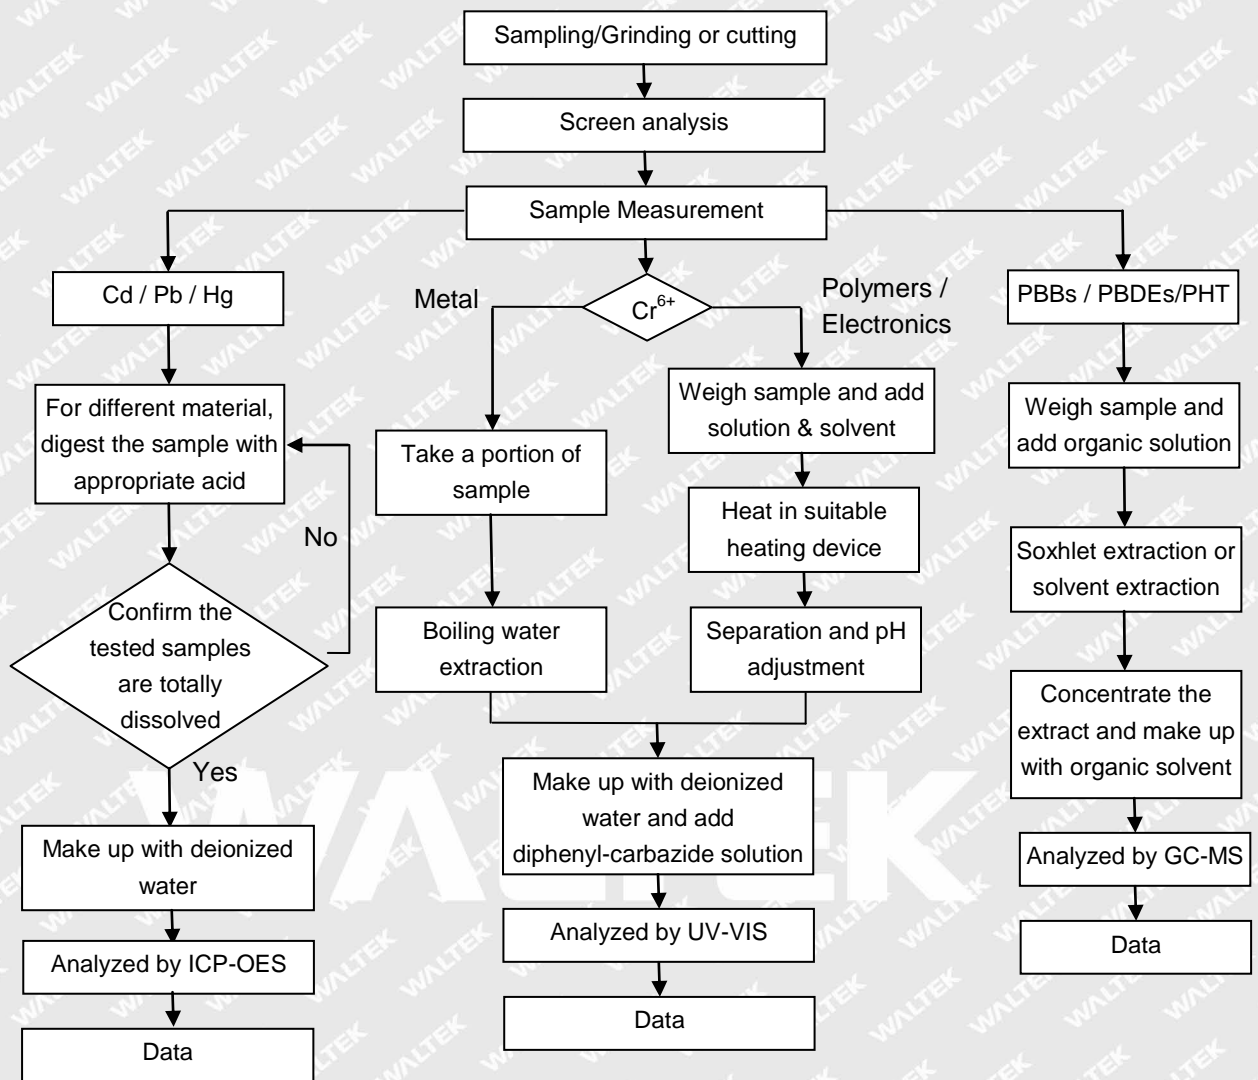 Sampling/Grinding or cutting
Screen analysis
Sample Measurement
Cd / Pb / Hg
For different material,
digest the sample with
appropriate acid
No
Confirm the
tested samples
are totally
dissolved
Yes
Make up with deionized
water
Analyzed by ICP-OES
Data
Cr6+
Metal
Take a portion of
sample
Boiling water
extraction
Polymers /
Electronics
Weigh sample and add
solution & solvent
Heat in suitable
heating device
Separation and pH
adjustment
Make up with deionized
water and add
diphenyl-carbazide solution
Analyzed by UV-VIS
Data
PBBs / PBDEs/PHT
Weigh sample and
add organic solution
Soxhlet extraction or
solvent extraction
Concentrate the
extract and make up
with organic solvent
Analyzed by GC-MS
Data
WALTEK